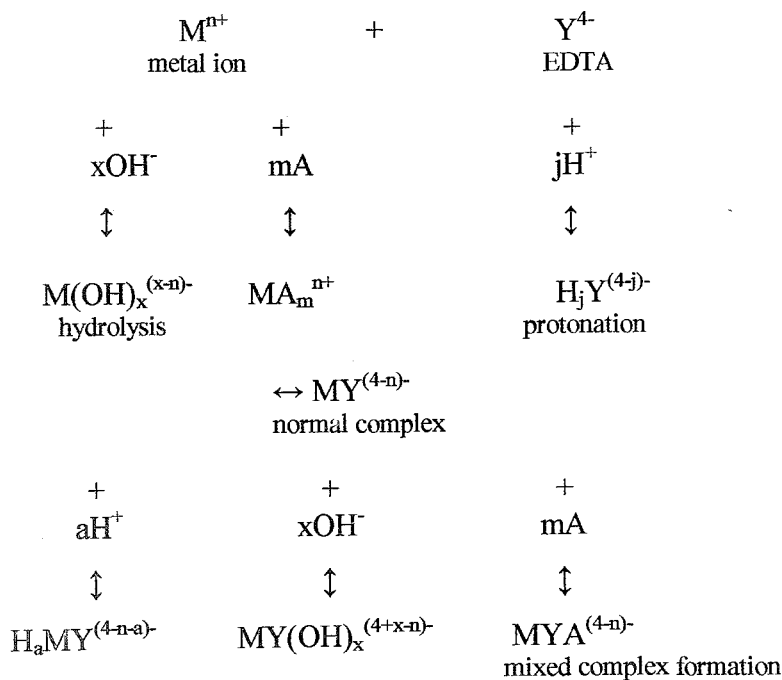 Mⁿ⁺ + Y⁴⁻
metal ion EDTA
+ + +
xOH⁻ mA jH⁺
↕ ↕ ↕
M(OH)ₓ⁽ˣ⁻ⁿ⁾⁻ MAₘⁿ⁺ HⱼY⁽⁴⁻ʲ⁾⁻
hydrolysis protonation
↔ MY⁽⁴⁻ⁿ⁾⁻
normal complex
+ + +
aH⁺ xOH⁻ mA
↕ ↕ ↕
HₐMY⁽⁴⁻ⁿ⁻ᵃ⁾⁻ MY(OH)ₓ⁽⁴⁺ˣ⁻ⁿ⁾⁻ MYA⁽⁴⁻ⁿ⁾⁻
mixed complex formation